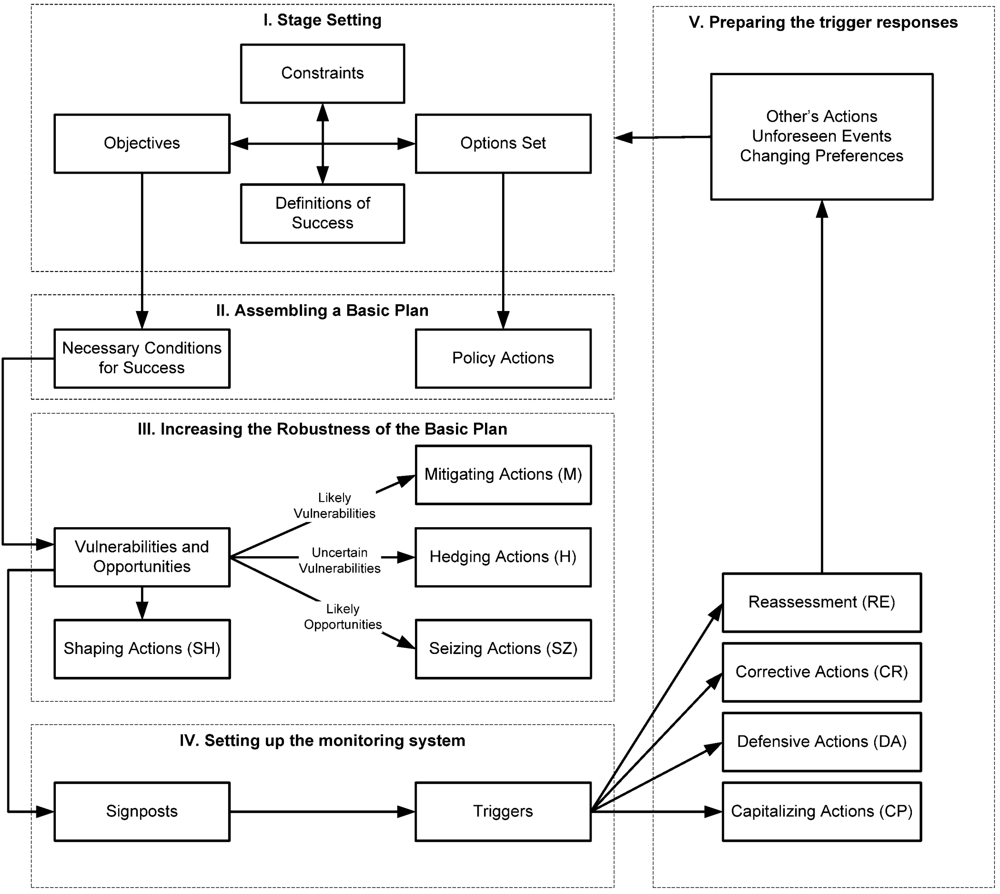 I. Stage Setting
Constraints
Objectives
Options Set
Definitions of
Success
II. Assembling a Basic Plan
Necessary Conditions
for Success
Policy Actions
III. Increasing the Robustness of the Basic Plan
Mitigating Actions (M)
Likely
Vulnerabilities
Vulnerabilities and
Opportunities
Uncertain
Vulnerabilities
Hedging Actions (H)
Likely
Opportunities
Shaping Actions (SH)
Seizing Actions (SZ)
IV. Setting up the monitoring system
Signposts
Triggers
V. Preparing the trigger responses
Other's Actions
Unforeseen Events
Changing Preferences
Reassessment (RE)
Corrective Actions (CR)
Defensive Actions (DA)
Capitalizing Actions (CP)